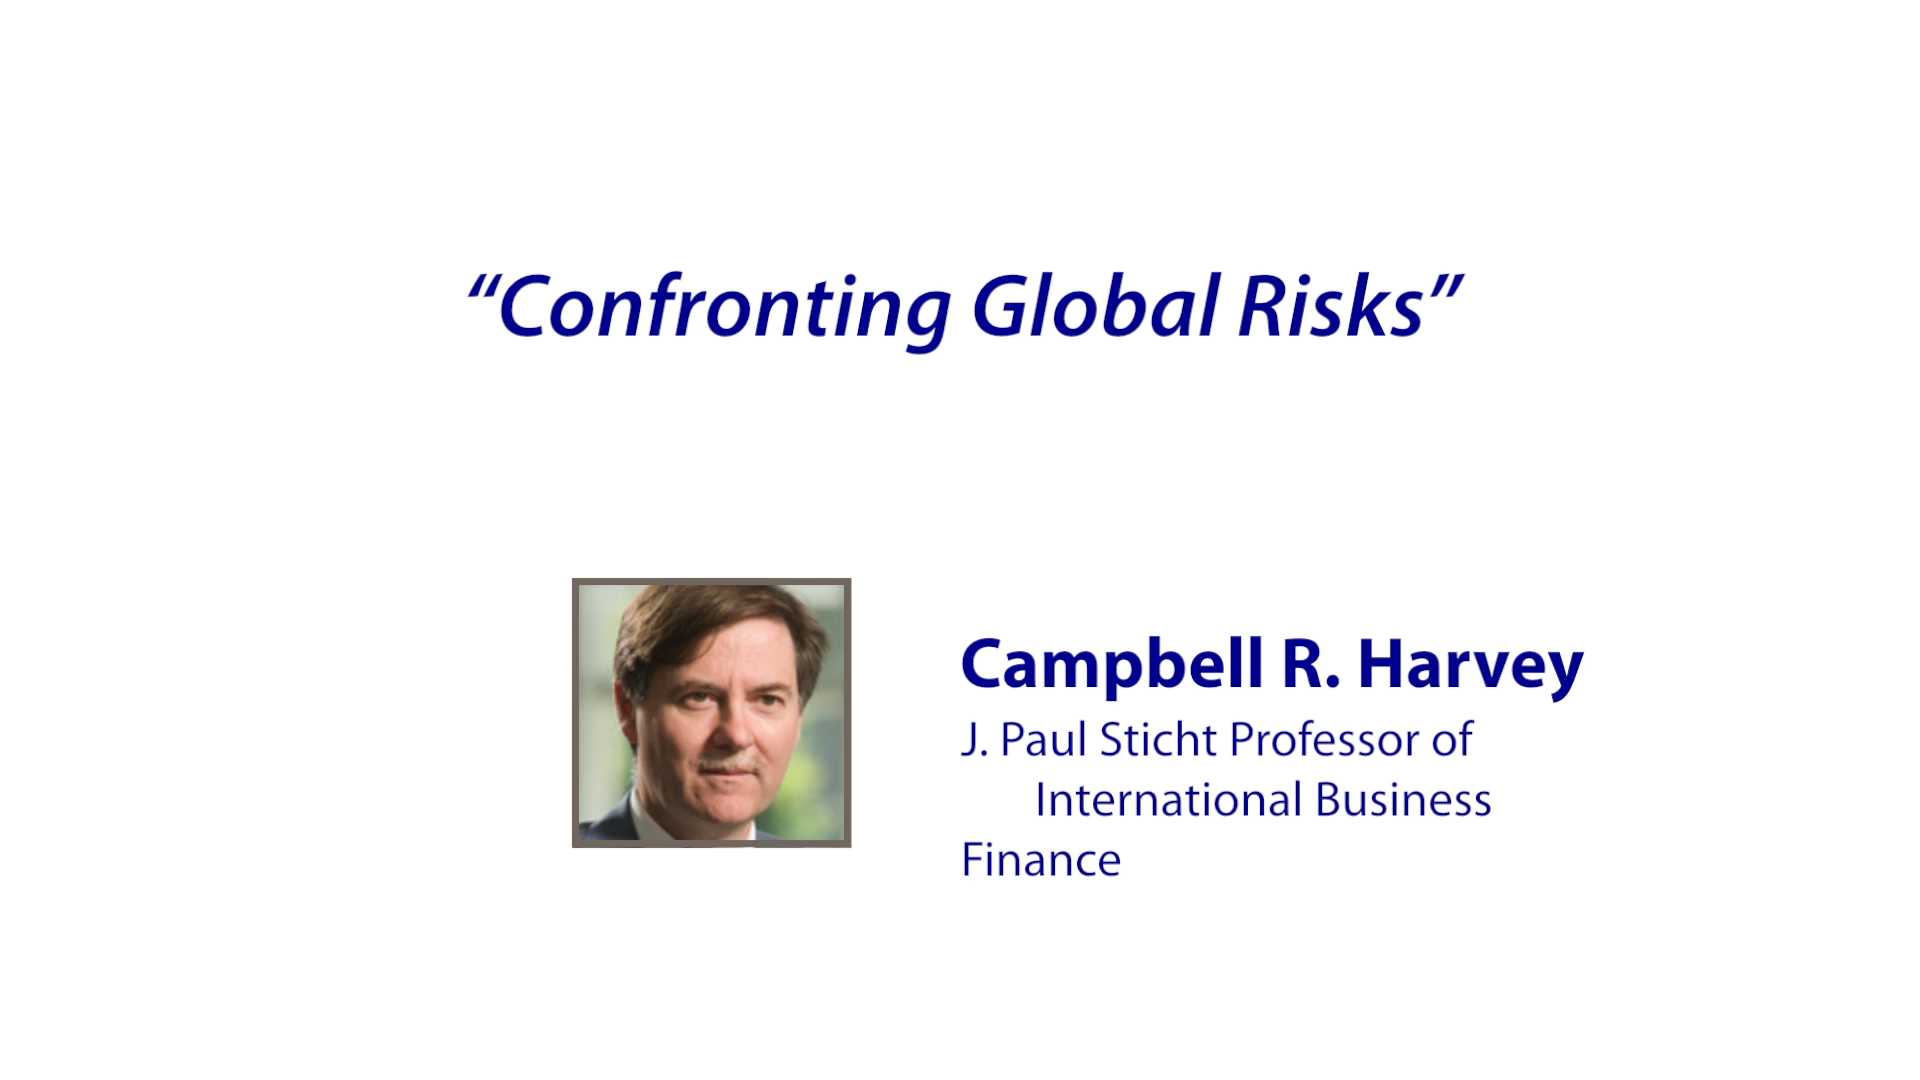 “Confronting Global Risks”
Campbell R. Harvey
J. Paul Sticht Professor of
International Business
Finance